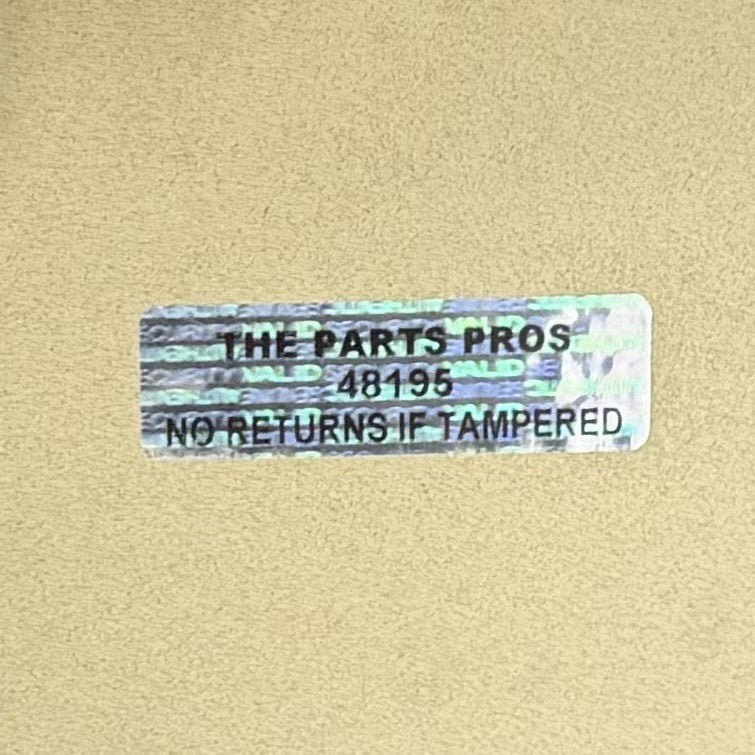 THE PARTS PROS
48195
NO RETURNS IF TAMPERED